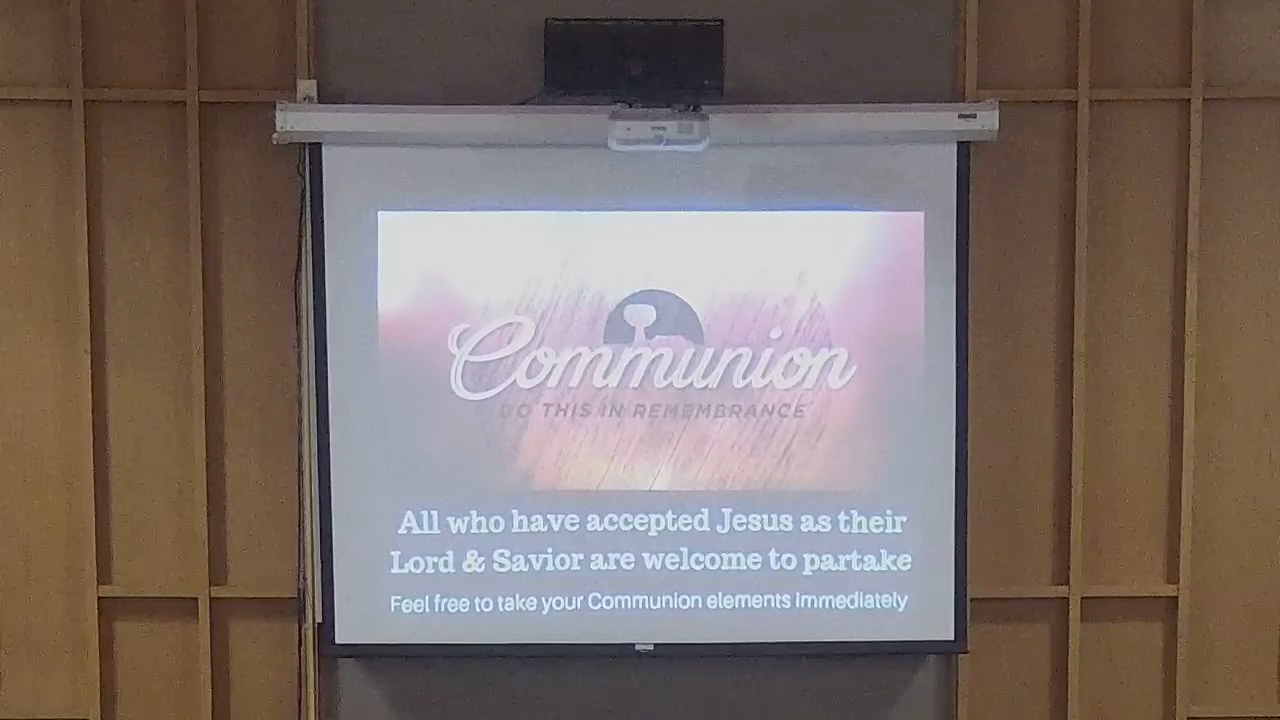 Communion
DO THIS IN REMEMBRANCE
All who have accepted Jesus as their
Lord & Savior are welcome to partake
Feel free to take your Communion elements immediately